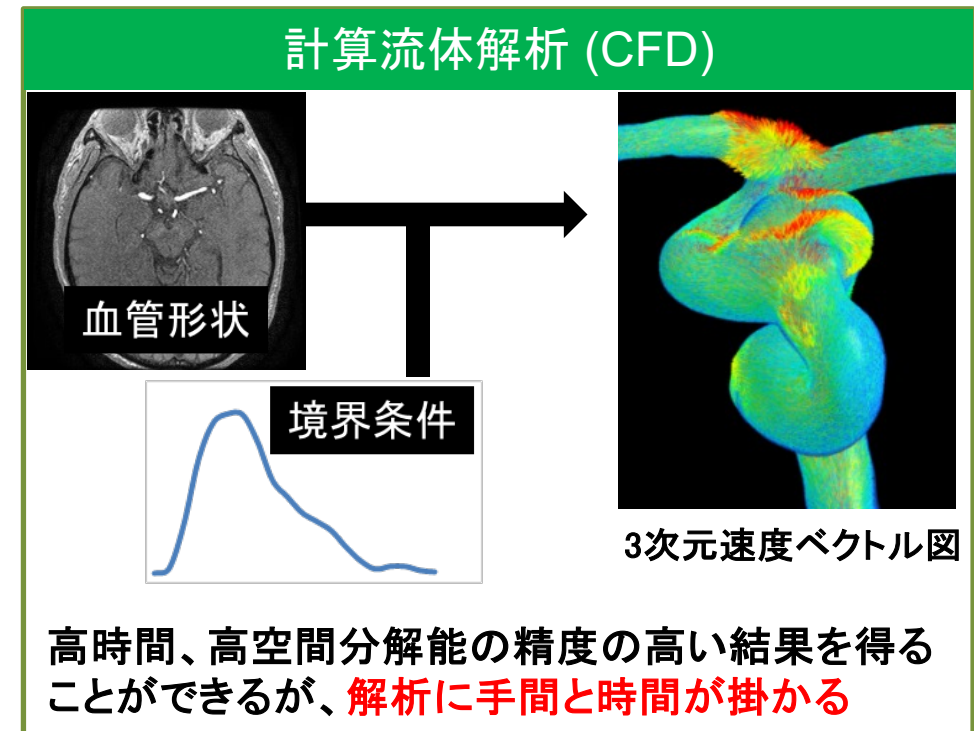 計算流体解析 (CFD)
血管形状
境界条件
3次元速度ベクトル図
高時間、高空間分解能の精度の高い結果を得る
ことができるが、解析に手間と時間が掛かる